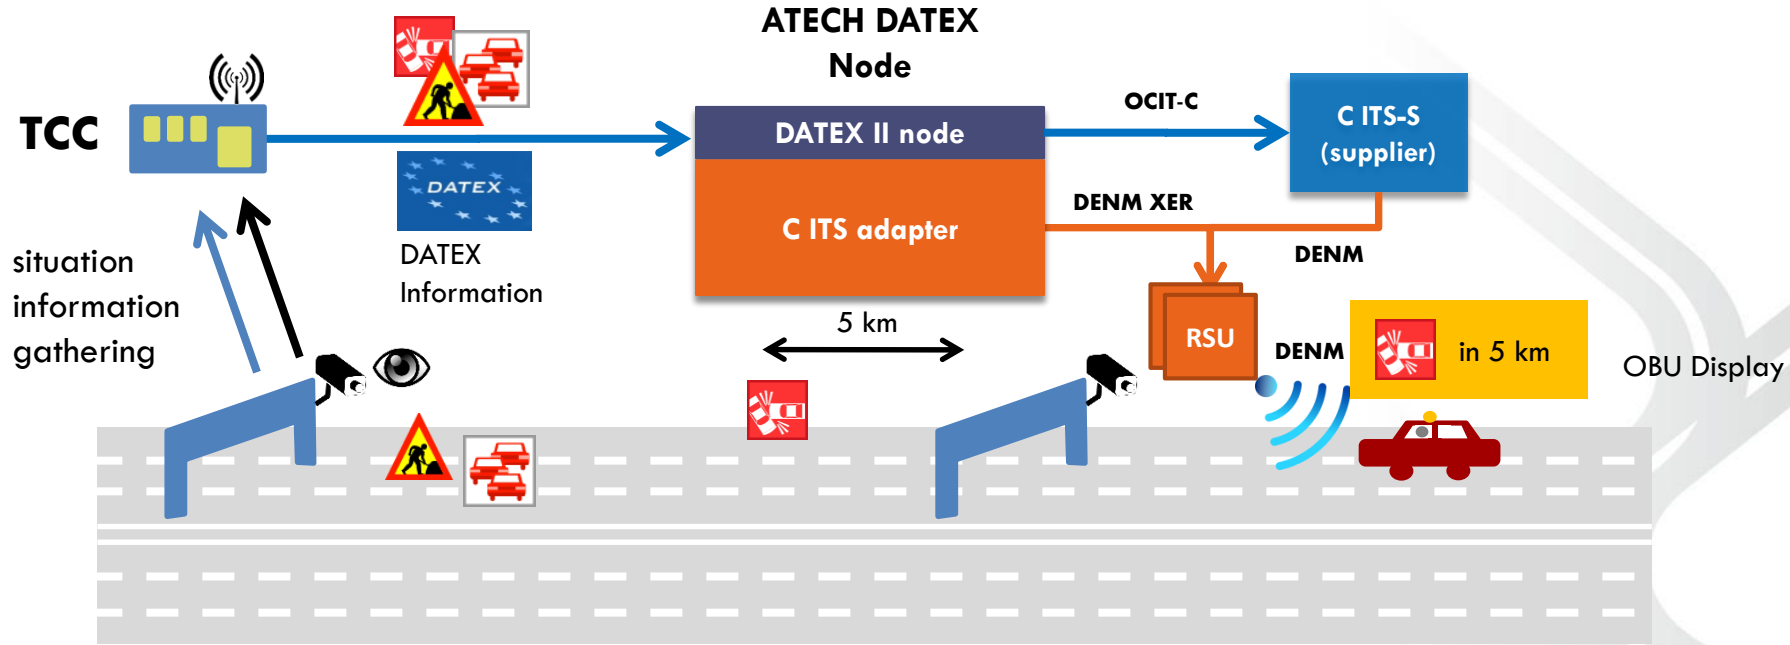 ATECH DATEX
Node
TCC
DATEX
DATEX
Information
situation
information
gathering
DATEX II node
C ITS adapter
OCIT-C
C ITS-S
(supplier)
DENM XER
DENM
5 km
RSU
DENM
in 5 km
OBU Display